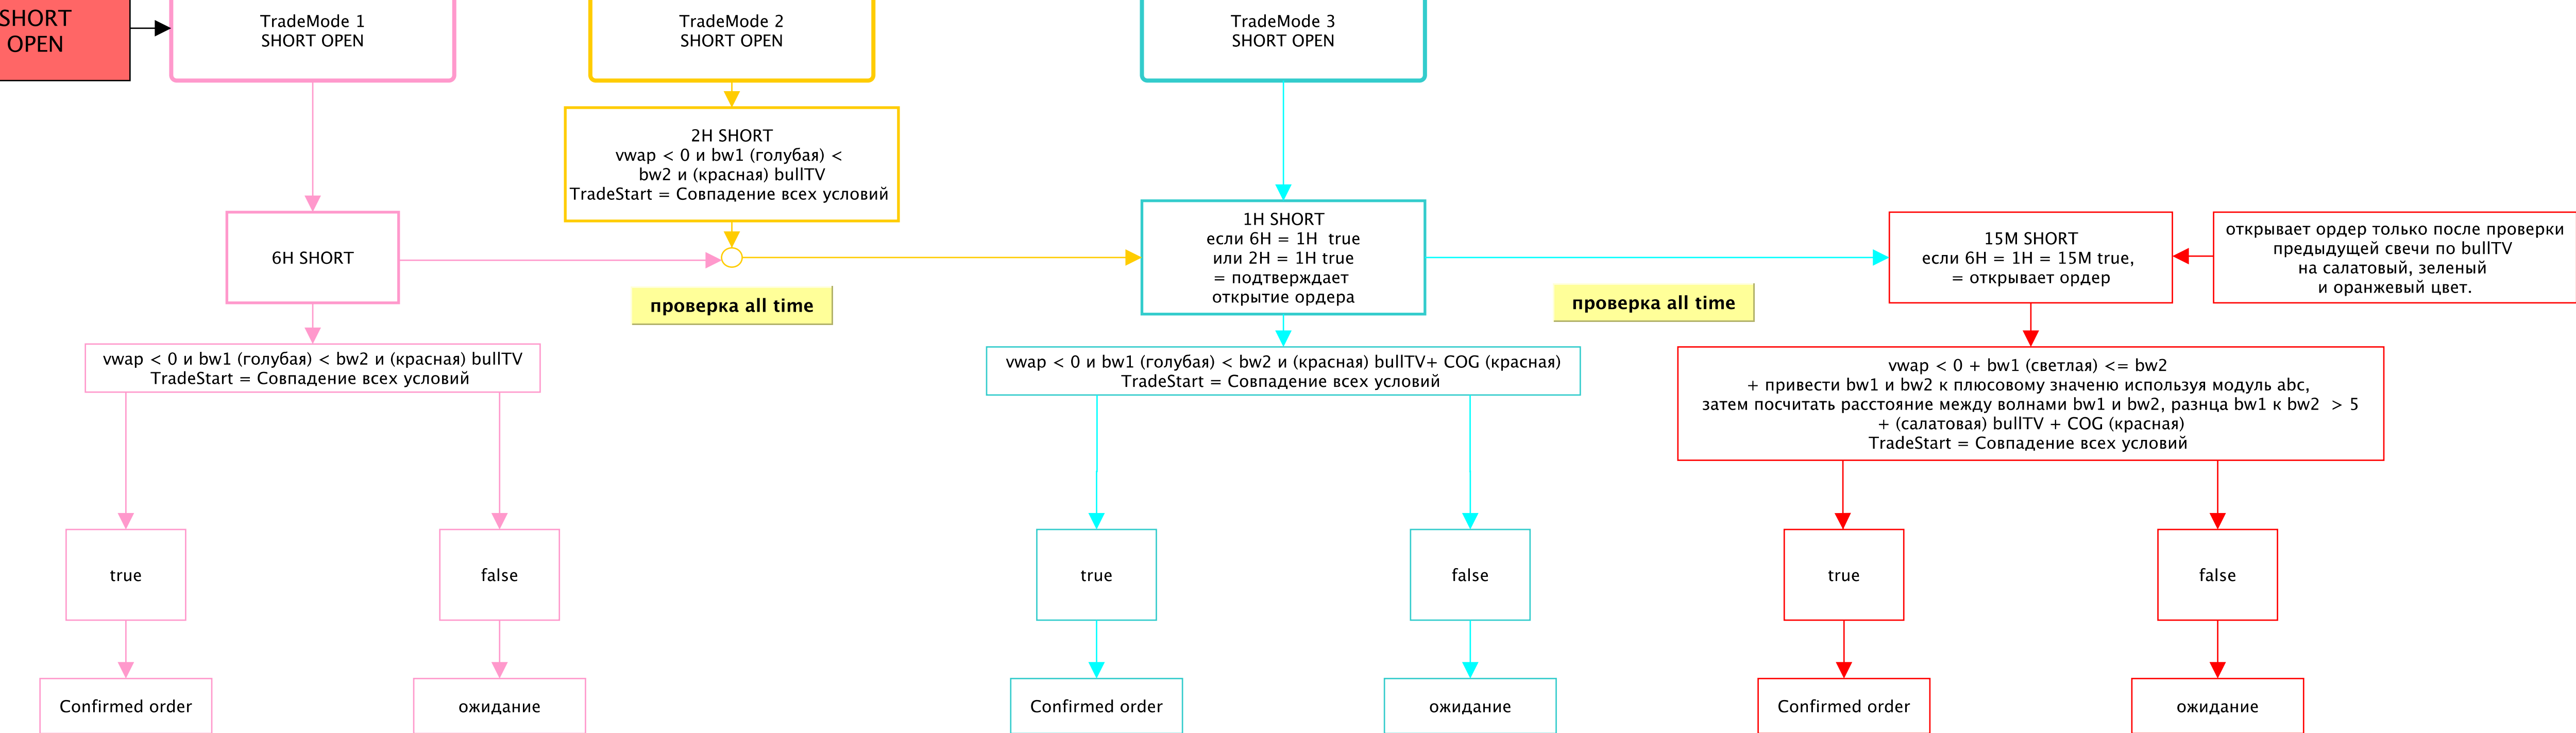 SHORT
OPEN
TradeMode 1
SHORT OPEN
TradeMode 2
SHORT OPEN
TradeMode 3
SHORT OPEN
2H SHORT
vwap < 0 и bw1 (голубая) <
bw2 и (красная) bullTV
TradeStart = Совпадение всех условий
6H SHORT
1H SHORT
если 6H = 1H  true
или 2H = 1H true
= подтверждает
открытие ордера
15M SHORT
если 6H = 1H = 15M true,
= открывает ордер
открывает ордер только после проверки
предыдущей свечи по bullTV
на салатовый, зеленый
и оранжевый цвет.
проверка all time
проверка all time
vwap < 0 и bw1 (голубая) < bw2 и (красная) bullTV
TradeStart = Совпадение всех условий
vwap < 0 и bw1 (голубая) < bw2 и (красная) bullTV+ COG (красная)
TradeStart = Совпадение всех условий
vwap < 0 + bw1 (светлая) <= bw2
+ привести bw1 и bw2 к плюсовому значеню используя модуль abc,
затем посчитать расстояние между волнами bw1 и bw2, разнца bw1 к bw2  > 5
+ (салатовая) bullTV + COG (красная)
TradeStart = Совпадение всех условий
true
false
true
false
true
false
Confirmed order
ожидание
Confirmed order
ожидание
Confirmed order
ожидание